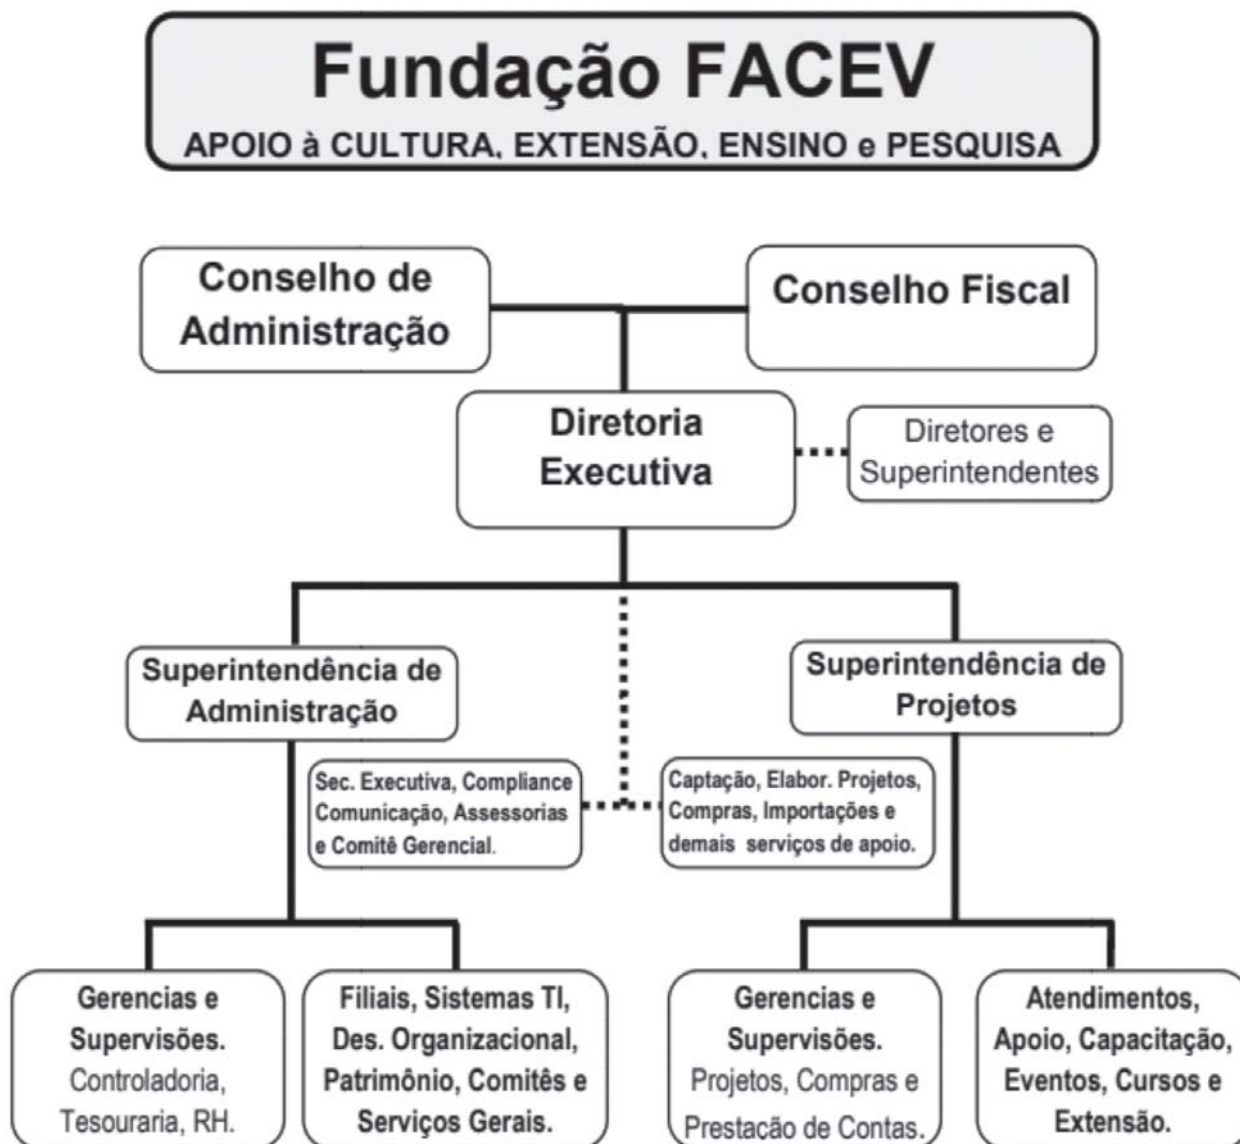 Fundação FACEV
APOIO à CULTURA, EXTENSÃO, ENSINO e PESQUISA
Conselho de
Administração
Conselho Fiscal
Diretoria
Executiva
Diretores e
Superintendentes
Superintendência de
Administração
Superintendência de
Projetos
Sec. Executiva, Compliance
Comunicação, Assessorias
e Comitê Gerencial.
Captação, Elabor. Projetos,
Compras, Importações e
demais serviços de apoio.
Gerencias e
Supervisões.
Controladoria,
Tesouraria, RH.
Filiais, Sistemas TI,
Des. Organizacional,
Patrimônio, Comitês e
Serviços Gerais.
Gerencias e
Supervisões.
Projetos, Compras e
Prestação de Contas.
Atendimentos,
Apoio, Capacitação,
Eventos, Cursos e
Extensão.